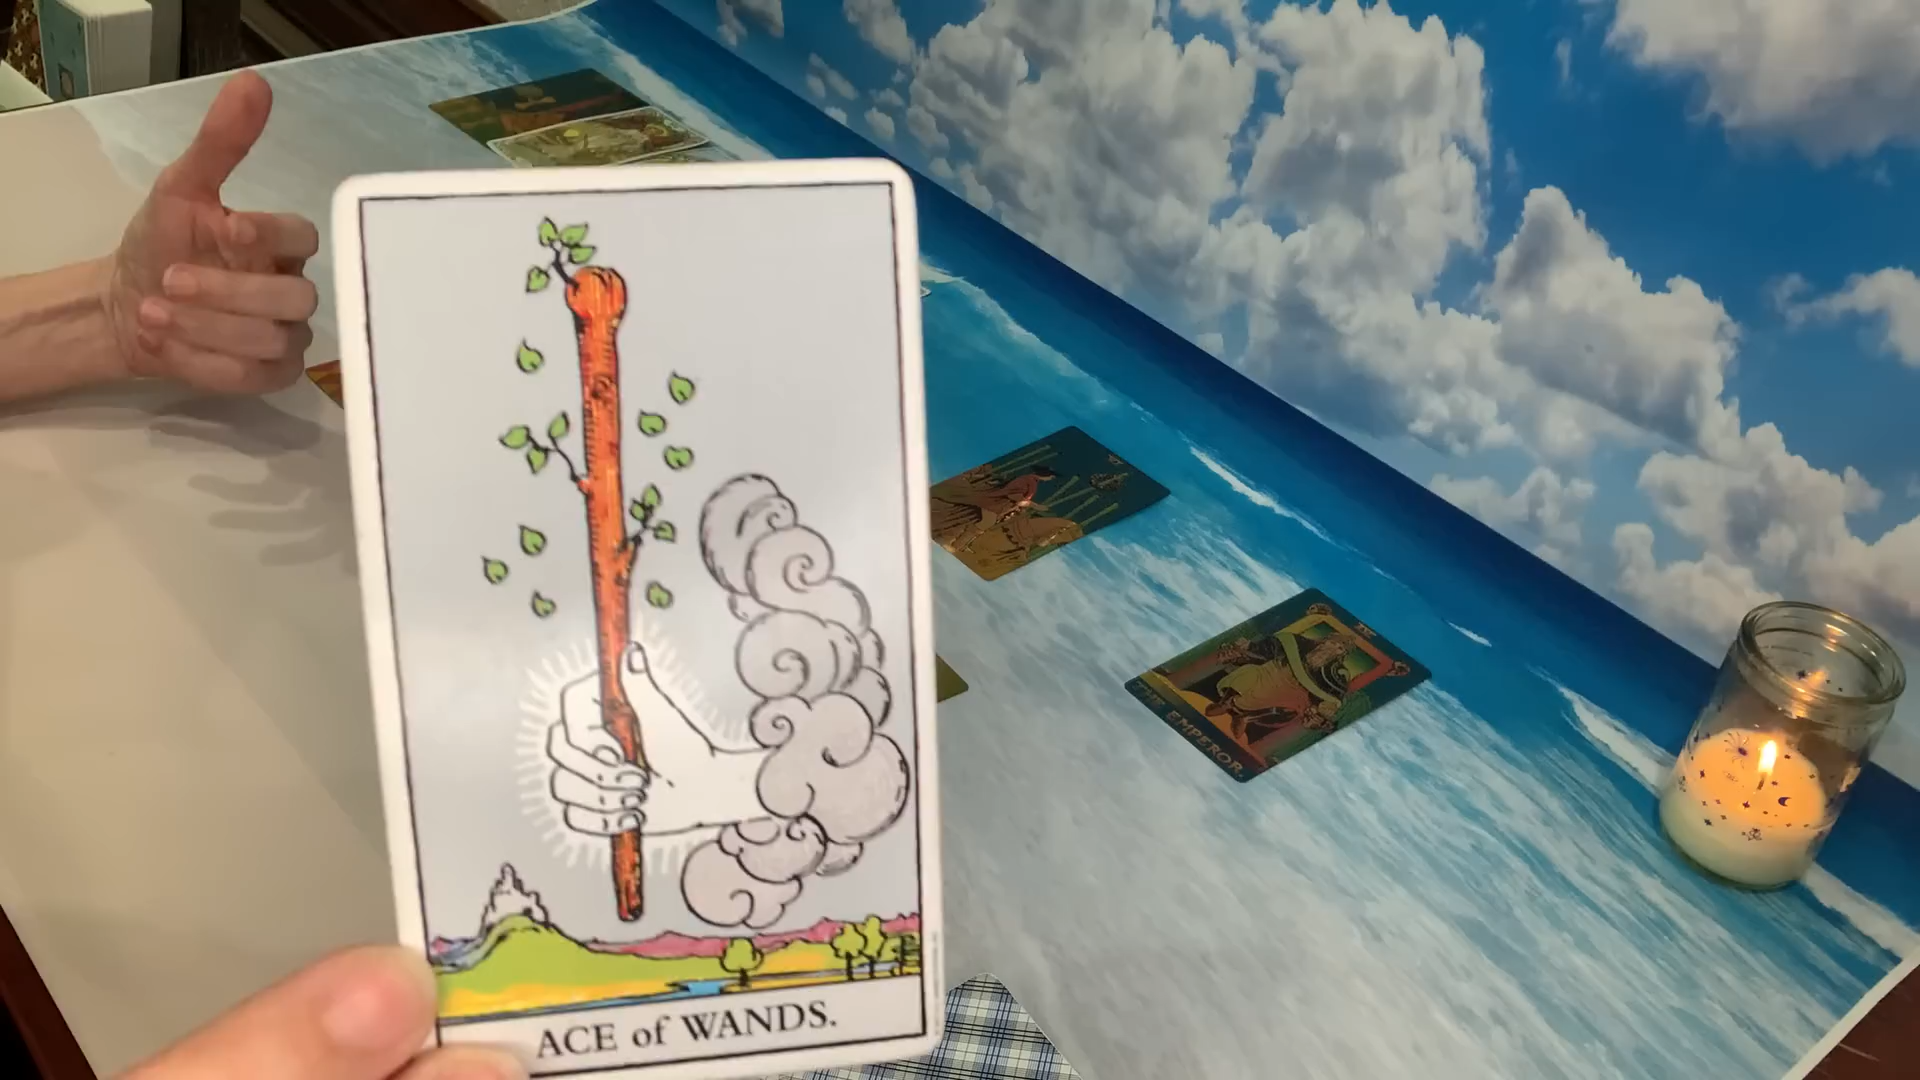 ACE of WANDS.
THE EMPEROR.